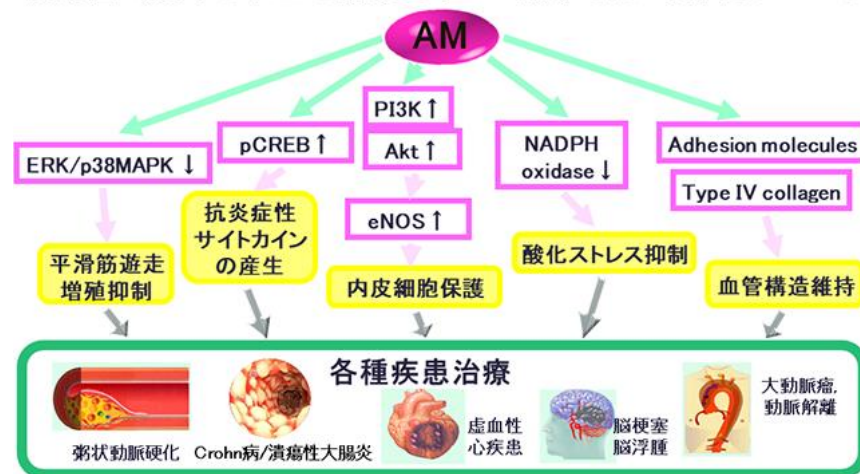 AM
ERK/p38MAPK ↓
pCREB ↑
PI3K ↑
Akt ↑
eNOS ↑
NADPH
oxidase ↓
Adhesion molecules
Type IV collagen
平滑筋遊走
増殖抑制
抗炎症性
サイトカイン
の産生
内皮細胞保護
酸化ストレス抑制
血管構造維持
各種疾患治療
粥状動脈硬化
Crohn病/潰瘍性大腸炎
虚血性
心疾患
脳梗塞
脳浮腫
大動脈瘤,
動脈解離